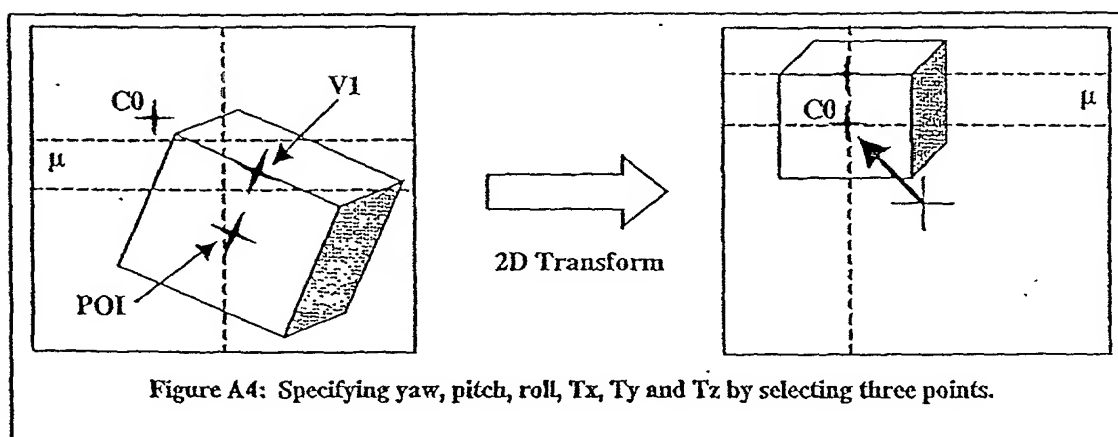 C0
V1
μ
POI
2D Transform
C0
μ
Figure A4: Specifying yaw, pitch, roll, Tx, Ty and Tz by selecting three points.